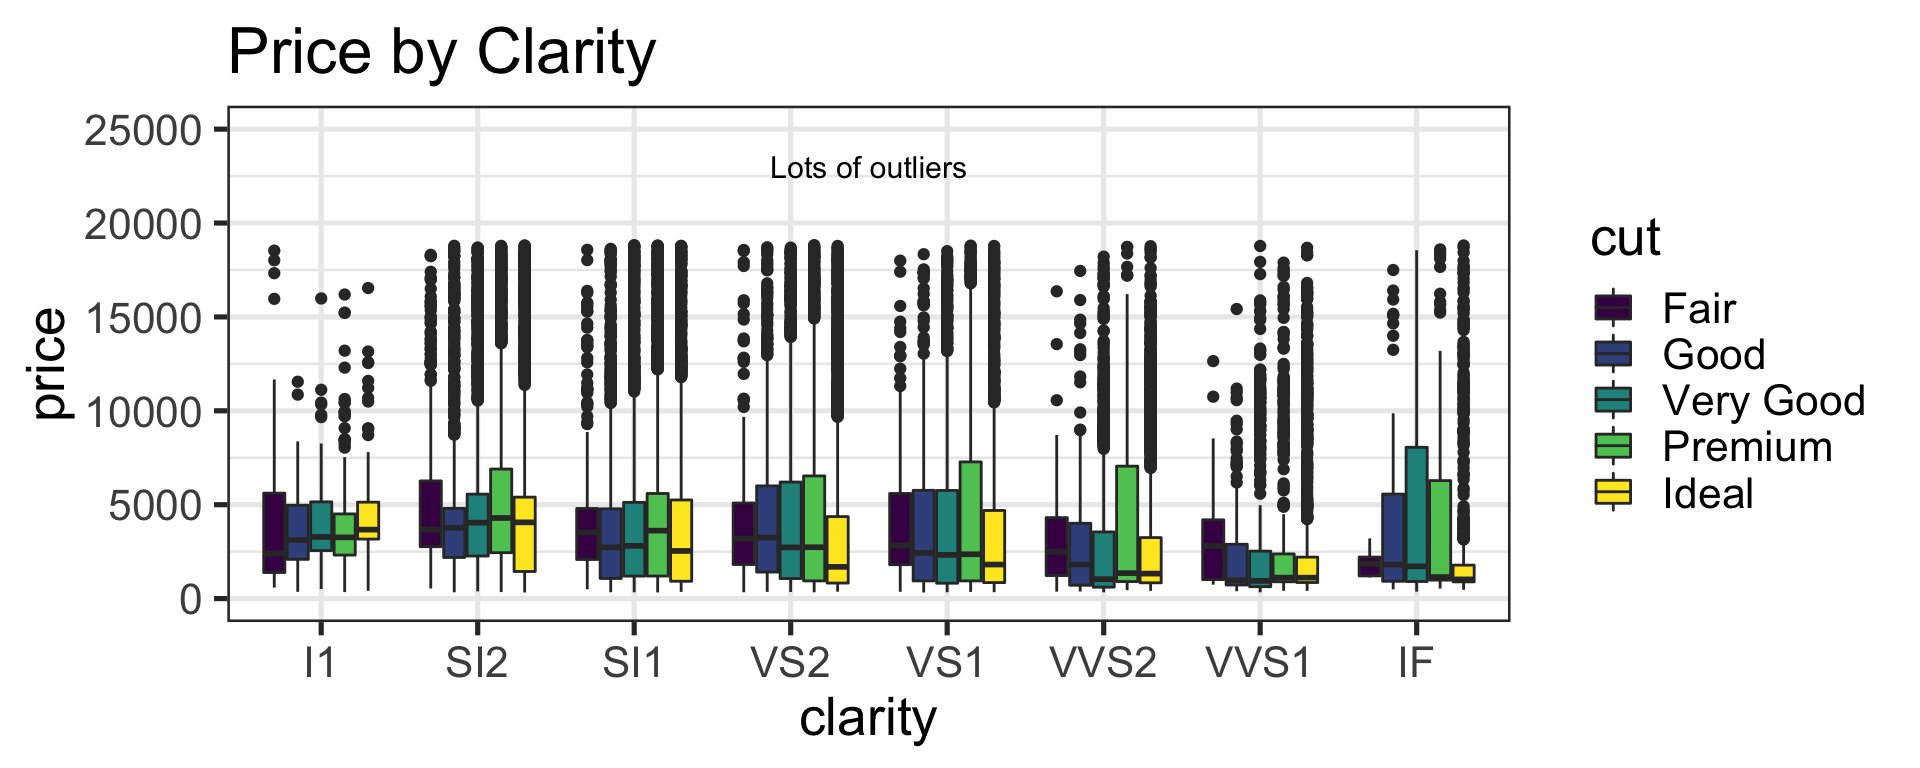 Price by Clarity
25000
20000
15000
10000
5000
0
price
Lots of outliers
I1 SI2 SI1 VS2 VS1 VVS2 VVS1 IF
clarity
cut
Fair
Good
Very Good
Premium
Ideal